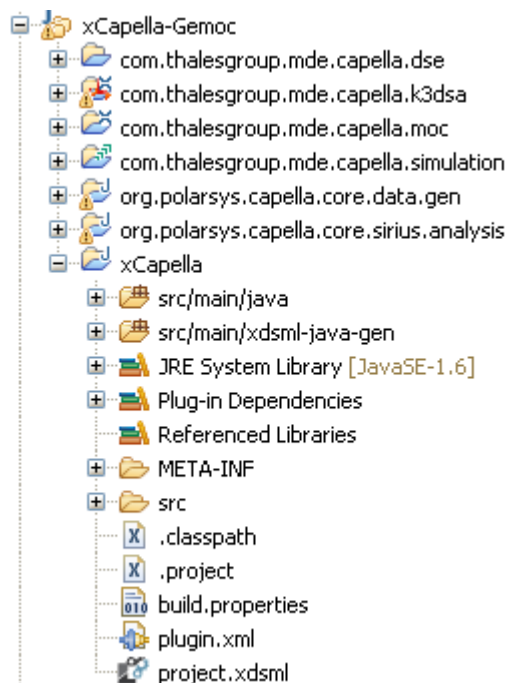 xCapella-Gemoc
com.thalesgroup.mde.capella.dse
com.thalesgroup.mde.capella.k3dsa
com.thalesgroup.mde.capella.moc
com.thalesgroup.mde.capella.simulation
org.polarsys.capella.core.data.gen
org.polarsys.capella.core.sirius.analysis
xCapella
src/main/java
src/main/xdsml-java-gen
JRE System Library [JavaSE-1.6]
Plug-in Dependencies
Referenced Libraries
META-INF
src
.classpath
.project
build.properties
plugin.xml
project.xdsml